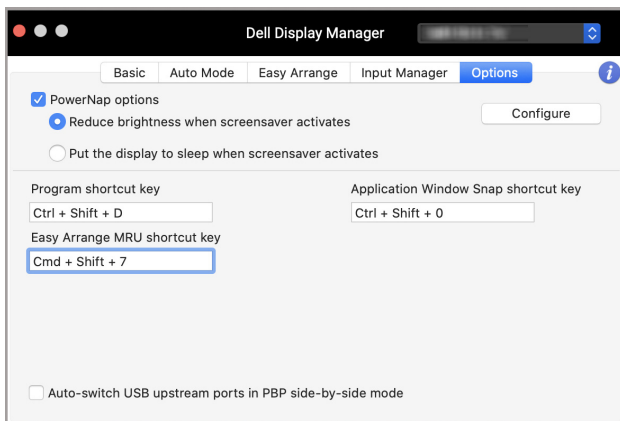 Dell Display Manager
Basic Auto Mode Easy Arrange Input Manager Options i
PowerNap options
Configure
Reduce brightness when screensaver activates
Put the display to sleep when screensaver activates
Program shortcut key
Application Window Snap shortcut key
Ctrl + Shift + D
Ctrl + Shift + 0
Easy Arrange MRU shortcut key
Cmd + Shift + 7
Auto-switch USB upstream ports in PBP side-by-side mode